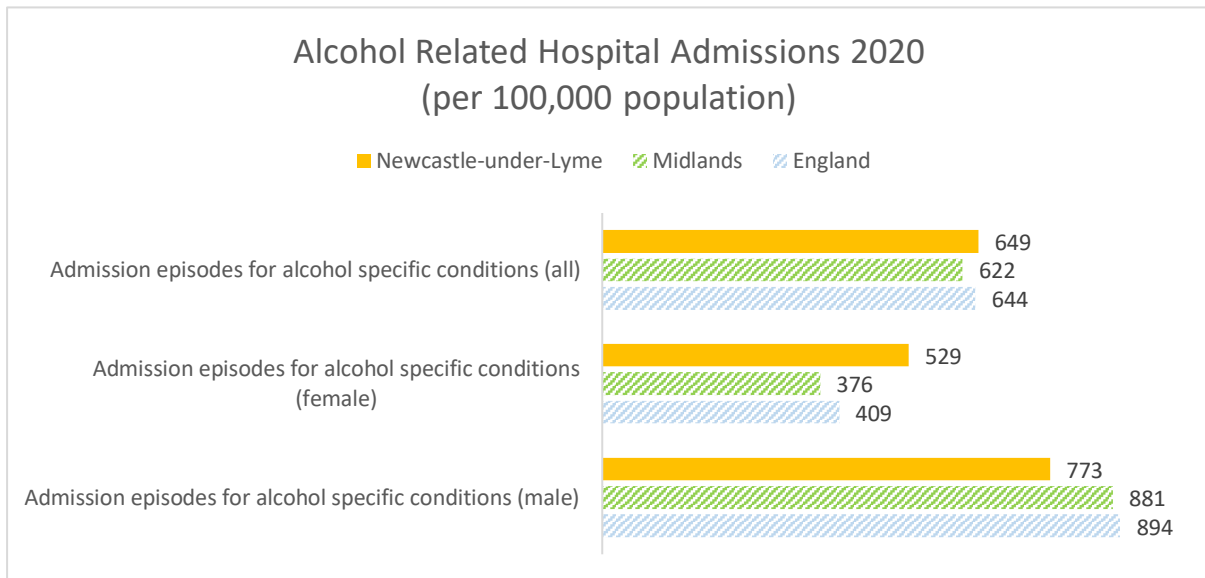 Alcohol Related Hospital Admissions 2020
(per 100,000 population)
Newcastle-under-Lyme Midlands England
Admission episodes for alcohol specific conditions (all)
649
622
644
Admission episodes for alcohol specific conditions
(female)
529
376
409
Admission episodes for alcohol specific conditions (male)
773
881
894